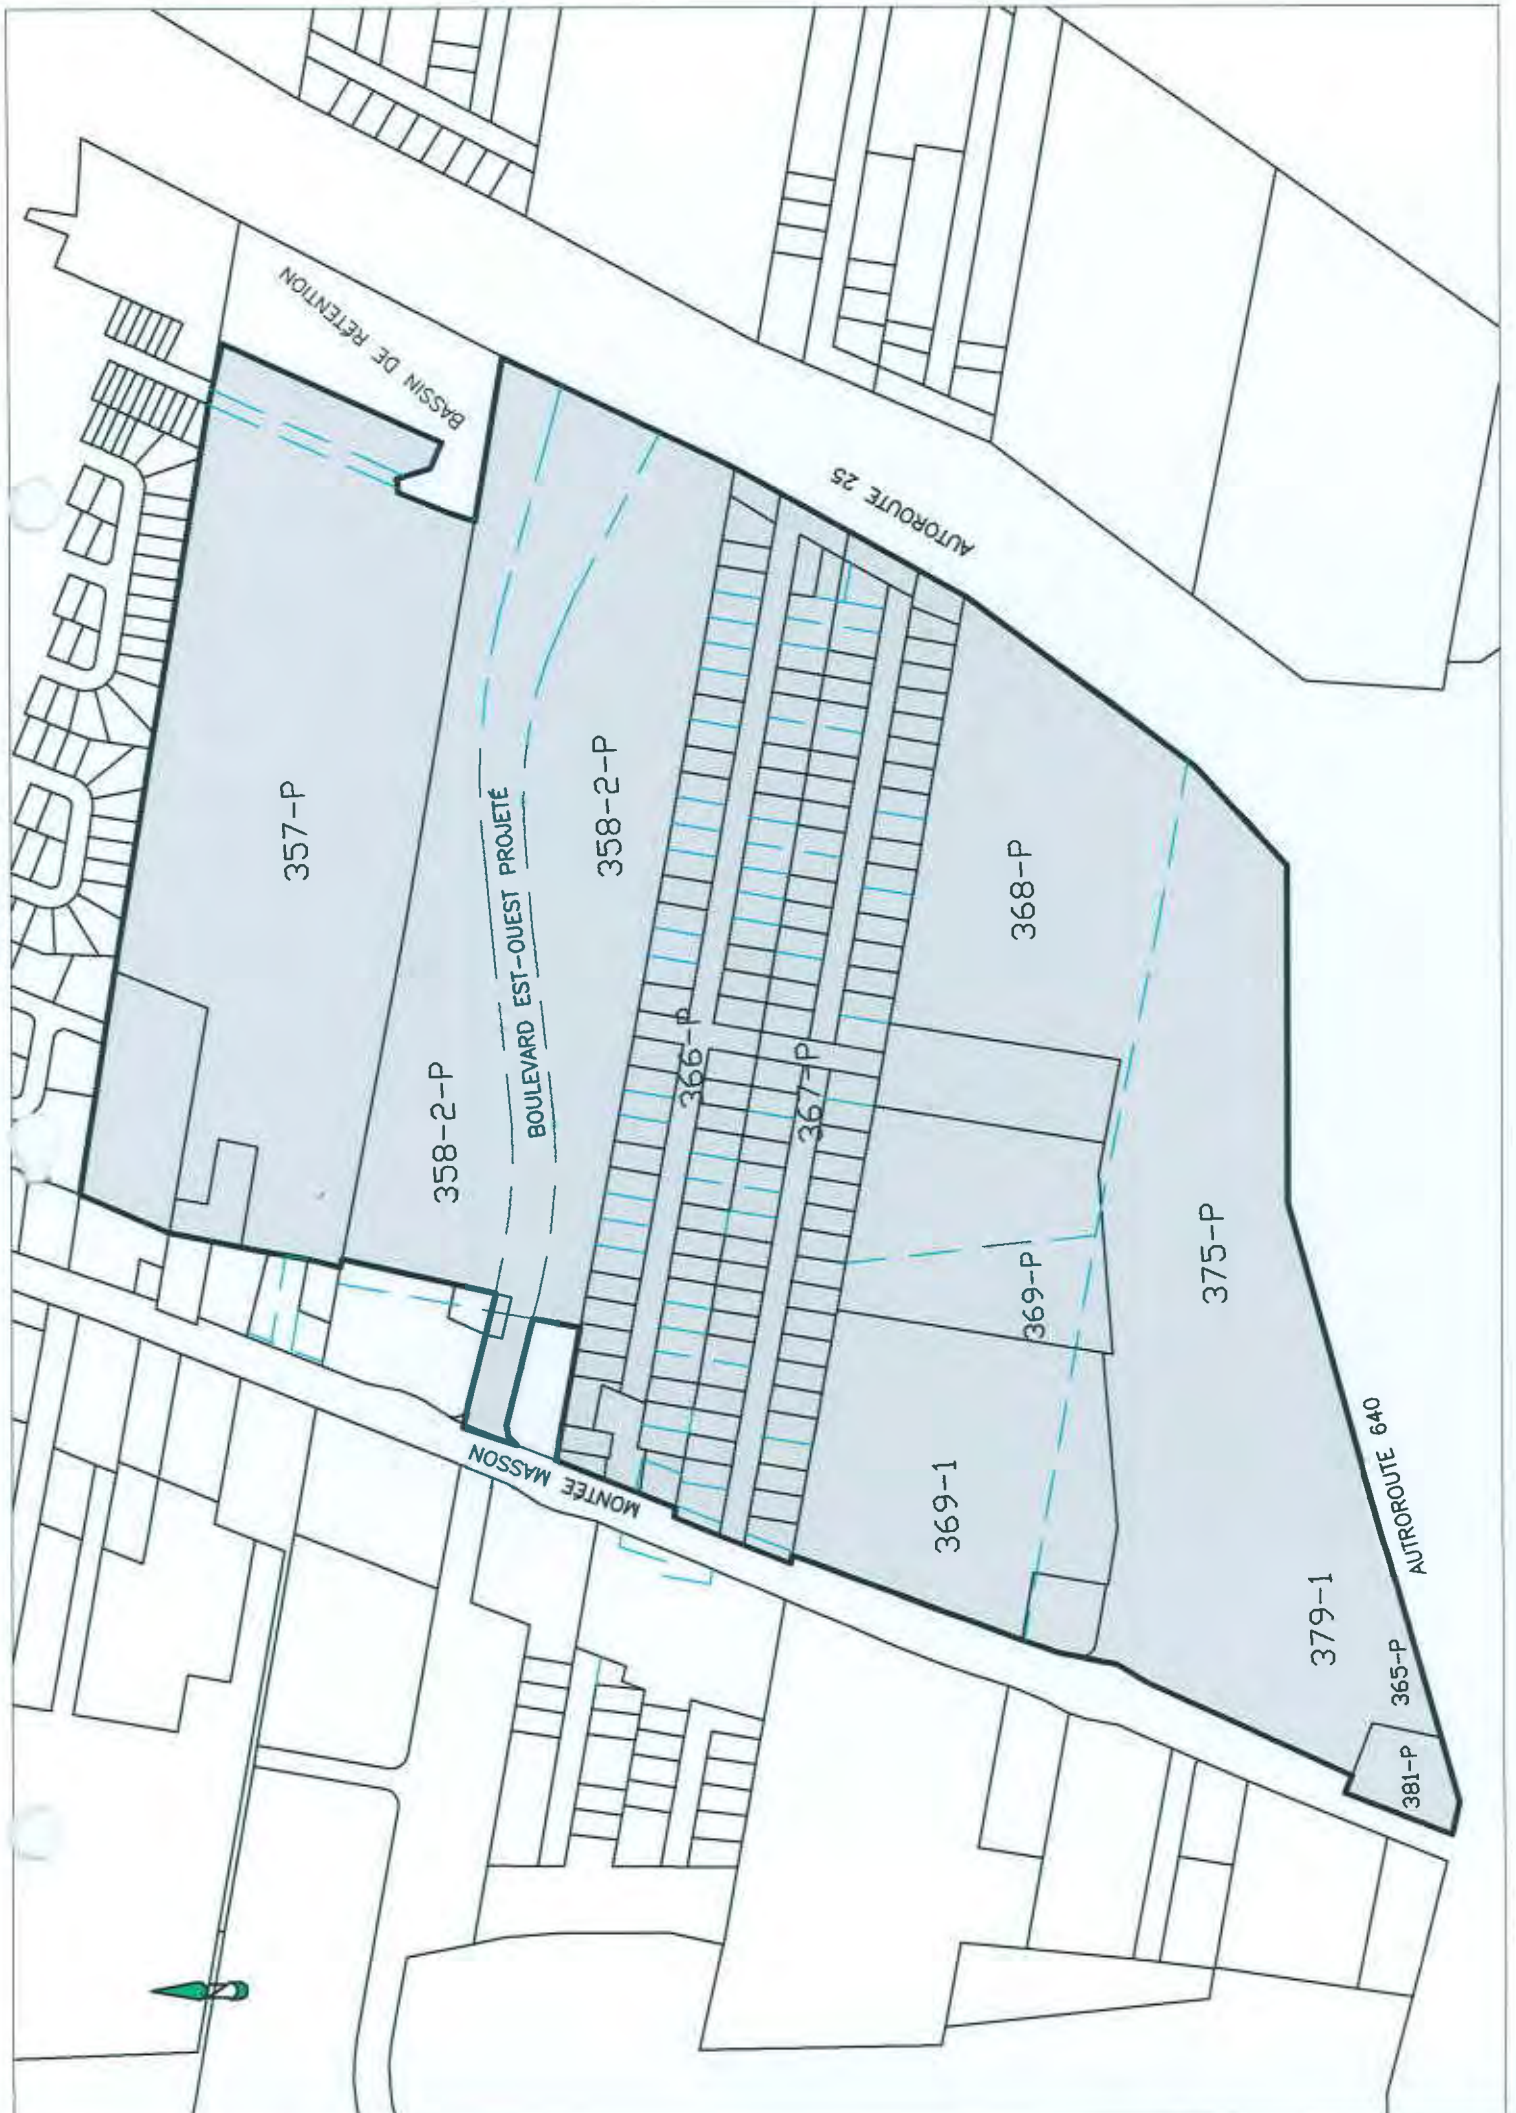 BASSIN DE RÉTENTION
AUTOROUTE 25
357-P
358-2-P
358-2-P
BOULEVARD EST-OUEST PROJETÉ
366-P
367-P
368-P
369-P
369-1
375-P
379-1
365-P
381-P
MONTÉE MASSON
AUTROROUTE 640